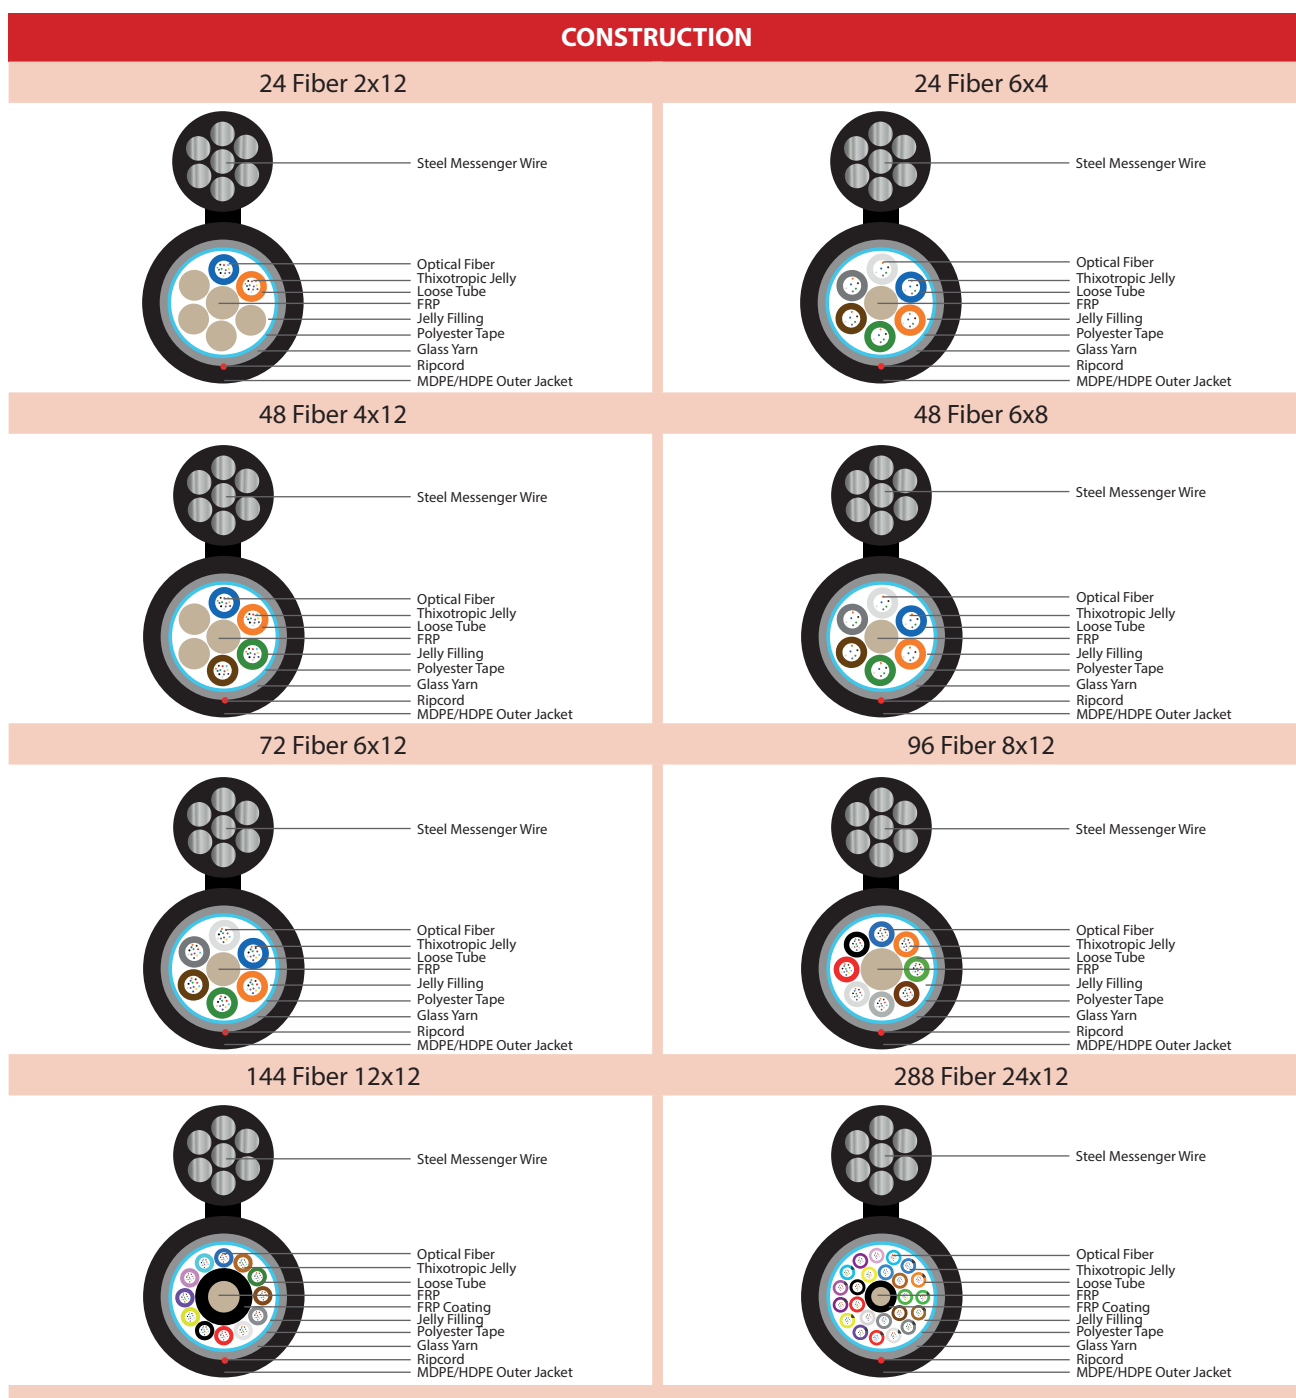 CONSTRUCTION
24 Fiber 2x12
Steel Messenger Wire
Optical Fiber
Thixotropic Jelly
Loose Tube
FRP
Jelly Filling
Polyester Tape
Glass Yarn
Ripcord
MDPE/HDPE Outer Jacket
24 Fiber 6x4
Steel Messenger Wire
Optical Fiber
Thixotropic Jelly
Loose Tube
FRP
Jelly Filling
Polyester Tape
Glass Yarn
Ripcord
MDPE/HDPE Outer Jacket
48 Fiber 4x12
Steel Messenger Wire
Optical Fiber
Thixotropic Jelly
Loose Tube
FRP
Jelly Filling
Polyester Tape
Glass Yarn
Ripcord
MDPE/HDPE Outer Jacket
48 Fiber 6x8
Steel Messenger Wire
Optical Fiber
Thixotropic Jelly
Loose Tube
FRP
Jelly Filling
Polyester Tape
Glass Yarn
Ripcord
MDPE/HDPE Outer Jacket
72 Fiber 6x12
Steel Messenger Wire
Optical Fiber
Thixotropic Jelly
Loose Tube
FRP
Jelly Filling
Polyester Tape
Glass Yarn
Ripcord
MDPE/HDPE Outer Jacket
96 Fiber 8x12
Steel Messenger Wire
Optical Fiber
Thixotropic Jelly
Loose Tube
FRP
Jelly Filling
Polyester Tape
Glass Yarn
Ripcord
MDPE/HDPE Outer Jacket
144 Fiber 12x12
Steel Messenger Wire
Optical Fiber
Thixotropic Jelly
Loose Tube
FRP
FRP Coating
Jelly Filling
Polyester Tape
Glass Yarn
Ripcord
MDPE/HDPE Outer Jacket
288 Fiber 24x12
Steel Messenger Wire
Optical Fiber
Thixotropic Jelly
Loose Tube
FRP
FRP Coating
Jelly Filling
Polyester Tape
Glass Yarn
Ripcord
MDPE/HDPE Outer Jacket